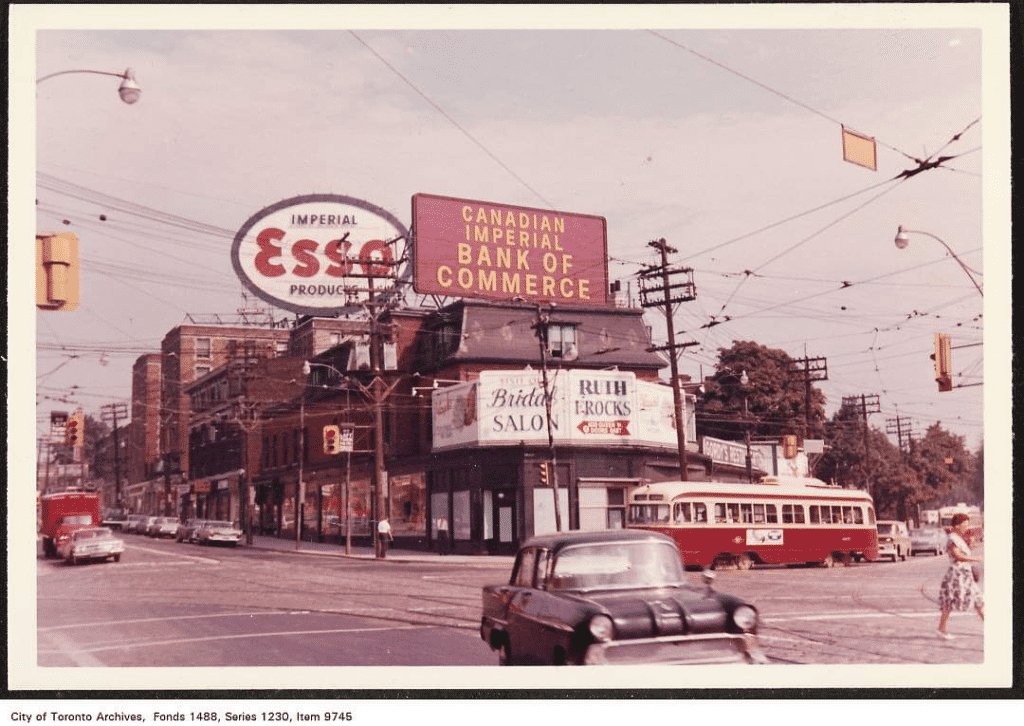 IMPERIAL
Esso
PRODUCTS
CANADIAN
IMPERIAL
BANK OF
COMMERCE
Bridal
SALON
RUTH
FROCKS
City of Toronto Archives, Fonds 1488, Series 1230, Item 9745